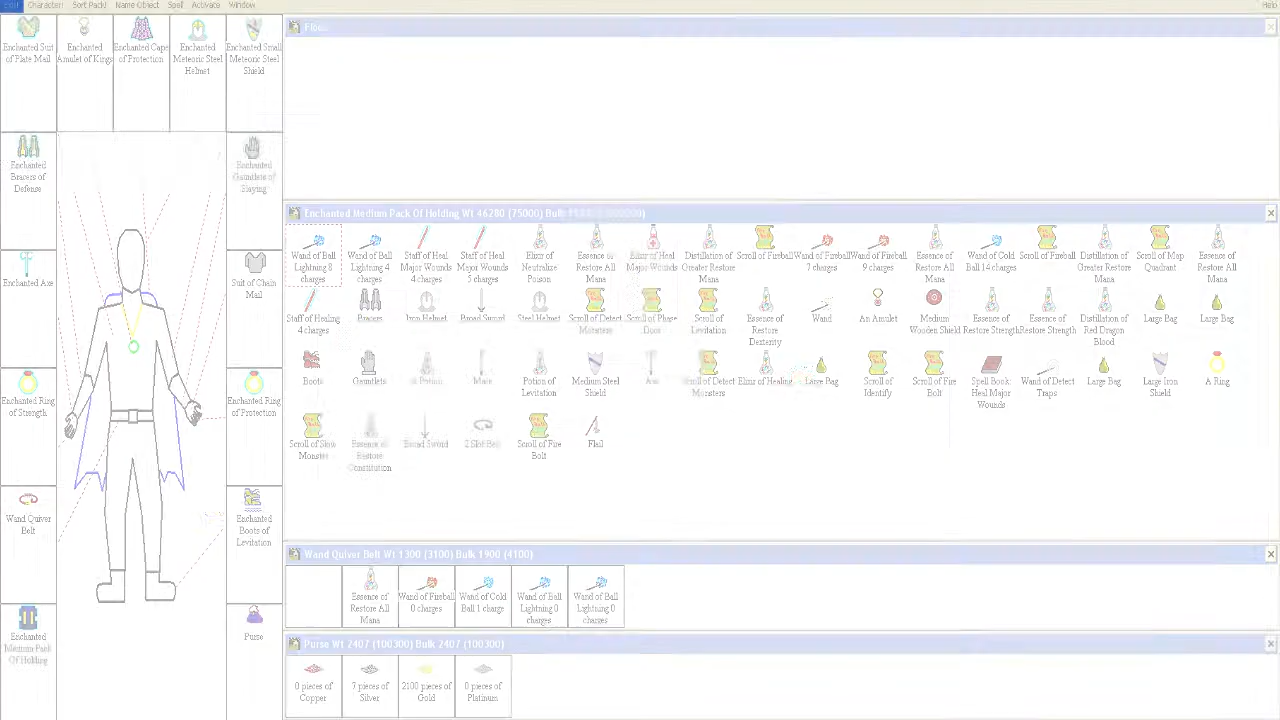 Character! Sort Pack! Name Object Spell Activate Window Help
Enchanted Suit of Plate Mail
Enchanted Amulet of Kings
Enchanted Cape of Protection
Enchanted Meteoric Steel Helmet
Enchanted Small Meteoric Steel Shield
Floor
Enchanted Bracers of Defense
Enchanted Gauntlets of Slaying
Enchanted Medium Pack Of Holding Wt 46280 (75000) Bulk
Wand of Ball Lightning 8 charges
Wand of Ball Lightning 4 charges
Staff of Heal Major Wounds 4 charges
Staff of Heal Major Wounds 5 charges
Elixir of Neutralize Poison
Essence of Restore All Mana
Elixir of Heal Major Wounds
Distillation of Greater Restore Mana
Scroll of Fireball
Wand of Fireball 7 charges
Wand of Fireball 9 charges
Essence of Restore All Mana
Wand of Cold Ball 14 charges
Scroll of Fireball
Distillation of Greater Restore Mana
Scroll of Map Quadrant
Essence of Restore All Mana
Enchanted Axe
Suit of Chain Mail
Staff of Healing 4 charges
Bracers
Iron Helmet
Broad Sword
Steel Helmet
Scroll of Detect Monsters
Scroll of Phase Door
Scroll of Levitation
Essence of Restore Dexterity
Wand
An Amulet
Medium Wooden Shield
Essence of Restore Strength
Essence of Restore Strength
Distillation of Red Dragon Blood
Large Bag
Large Bag
Enchanted Ring of Strength
Enchanted Ring of Protection
Boots
Gauntlets
a Potion
Mace
Potion of Levitation
Medium Steel Shield
Axe
Scroll of Detect Monsters
Elixir of Healing
Large Bag
Scroll of Identify
Scroll of Fire Bolt
Spell Book: Heal Major Wounds
Wand of Detect Traps
Large Bag
Large Iron Shield
A Ring
Scroll of Slow Monster
Essence of Restore Constitution
Broad Sword
2 Slot Belt
Scroll of Fire Bolt
Flail
Wand Quiver Belt
Enchanted Boots of Levitation
Wand Quiver Belt Wt 1300 (3100) Bulk 1900 (4100)
Essence of Restore All Mana
Wand of Fireball 0 charges
Wand of Cold Ball 1 charge
Wand of Ball Lightning 0 charges
Wand of Ball Lightning 0 charges
Enchanted Medium Pack Of Holding
Purse
Purse Wt 2407 (100300) Bulk 2407 (100300)
0 pieces of Copper
7 pieces of Silver
2100 pieces of Gold
0 pieces of Platinum